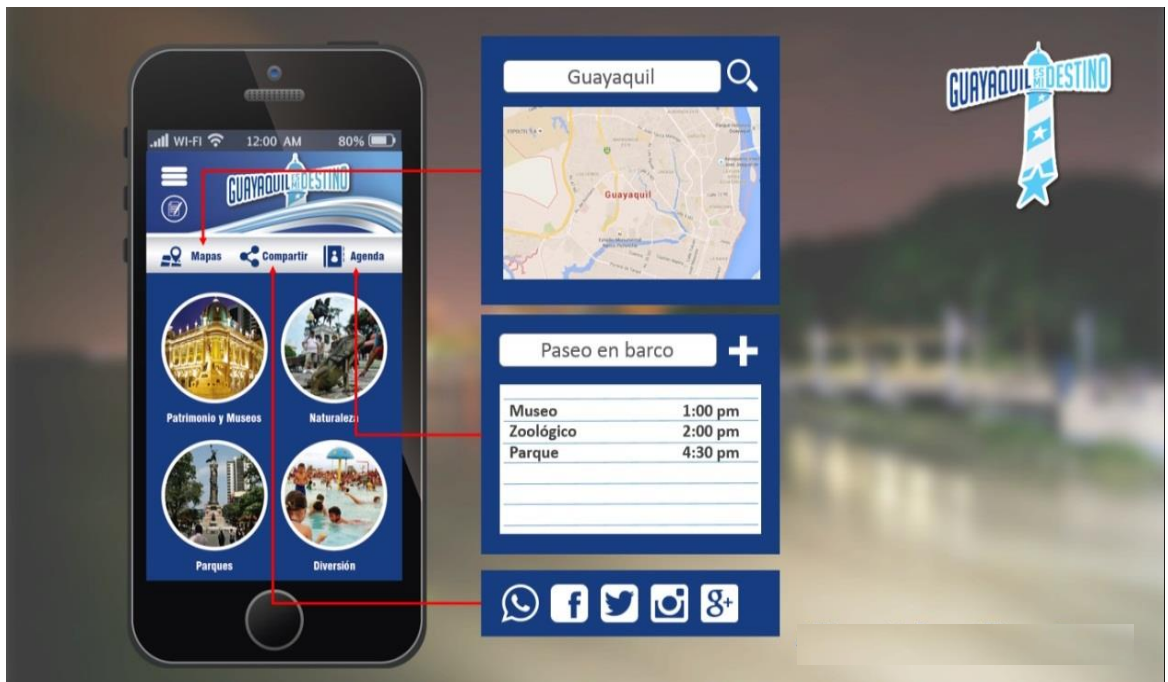 WI-FI 12:00 AM 80%
GUAYAQUIL ES MI DESTINO
Mapas Compartir Agenda
Patrimonio y Museos Naturaleza
Parques Diversión
Guayaquil
Guayaquil
Paseo en barco
Museo 1:00 pm
Zoológico 2:00 pm
Parque 4:30 pm
f 8+
GUAYAQUIL ES MI DESTINO